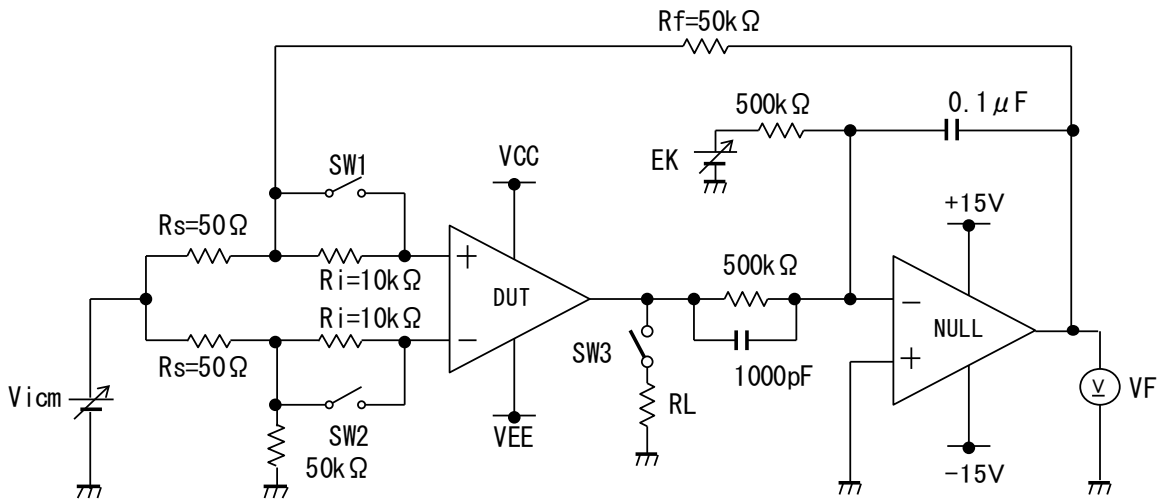 Rf=50kΩ
500kΩ
0.1μF
EK
VCC
SW1
+15V
Rs=50Ω
Ri=10kΩ
+
500kΩ
DUT
Ri=10kΩ
−
NULL
−
+
Rs=50Ω
SW3
1000pF
Vicm
V
VF
SW2
RL
VEE
50kΩ
−15V